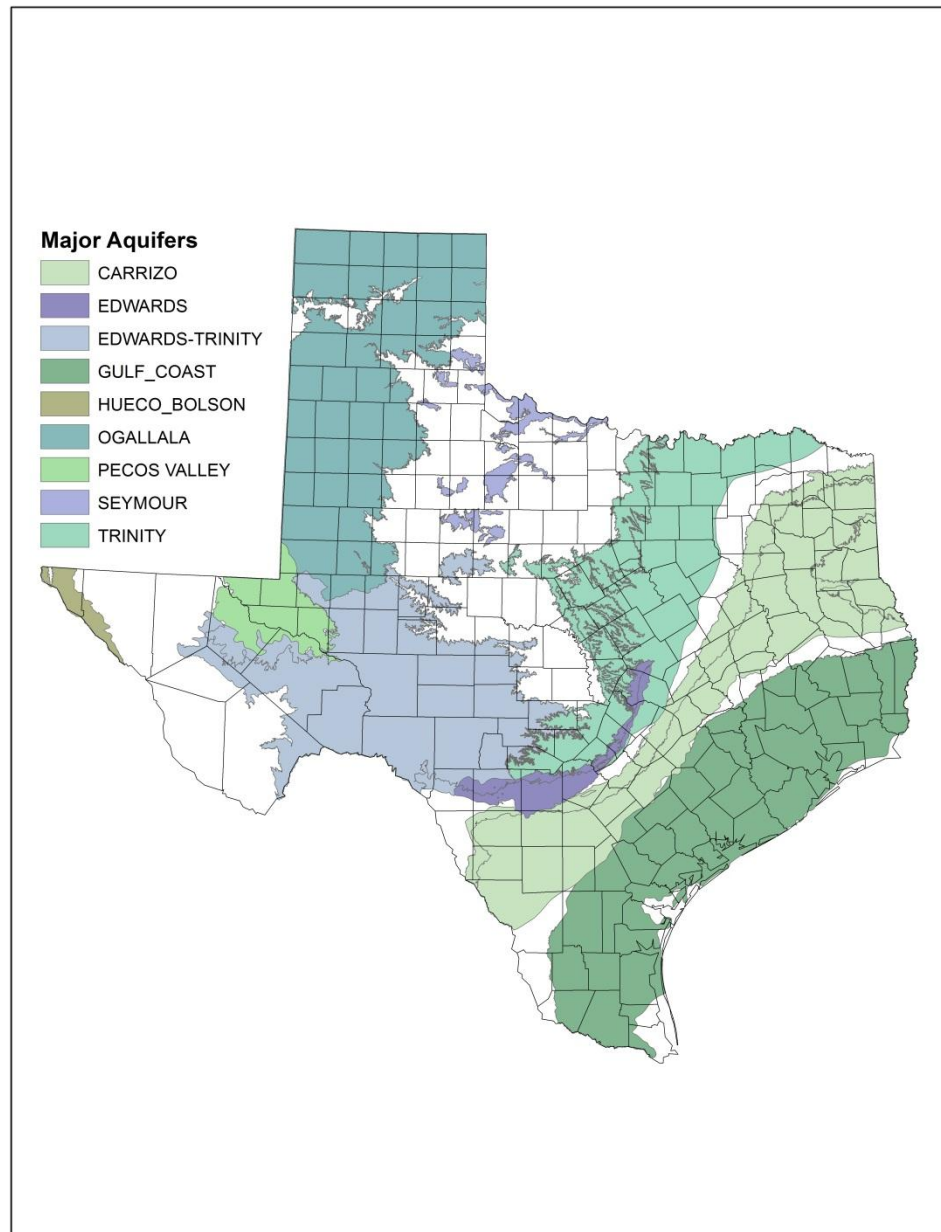 Major Aquifers
CARRIZO
EDWARDS
EDWARDS-TRINITY
GULF_COAST
HUECO_BOLSON
OGALLALA
PECOS VALLEY
SEYMOUR
TRINITY